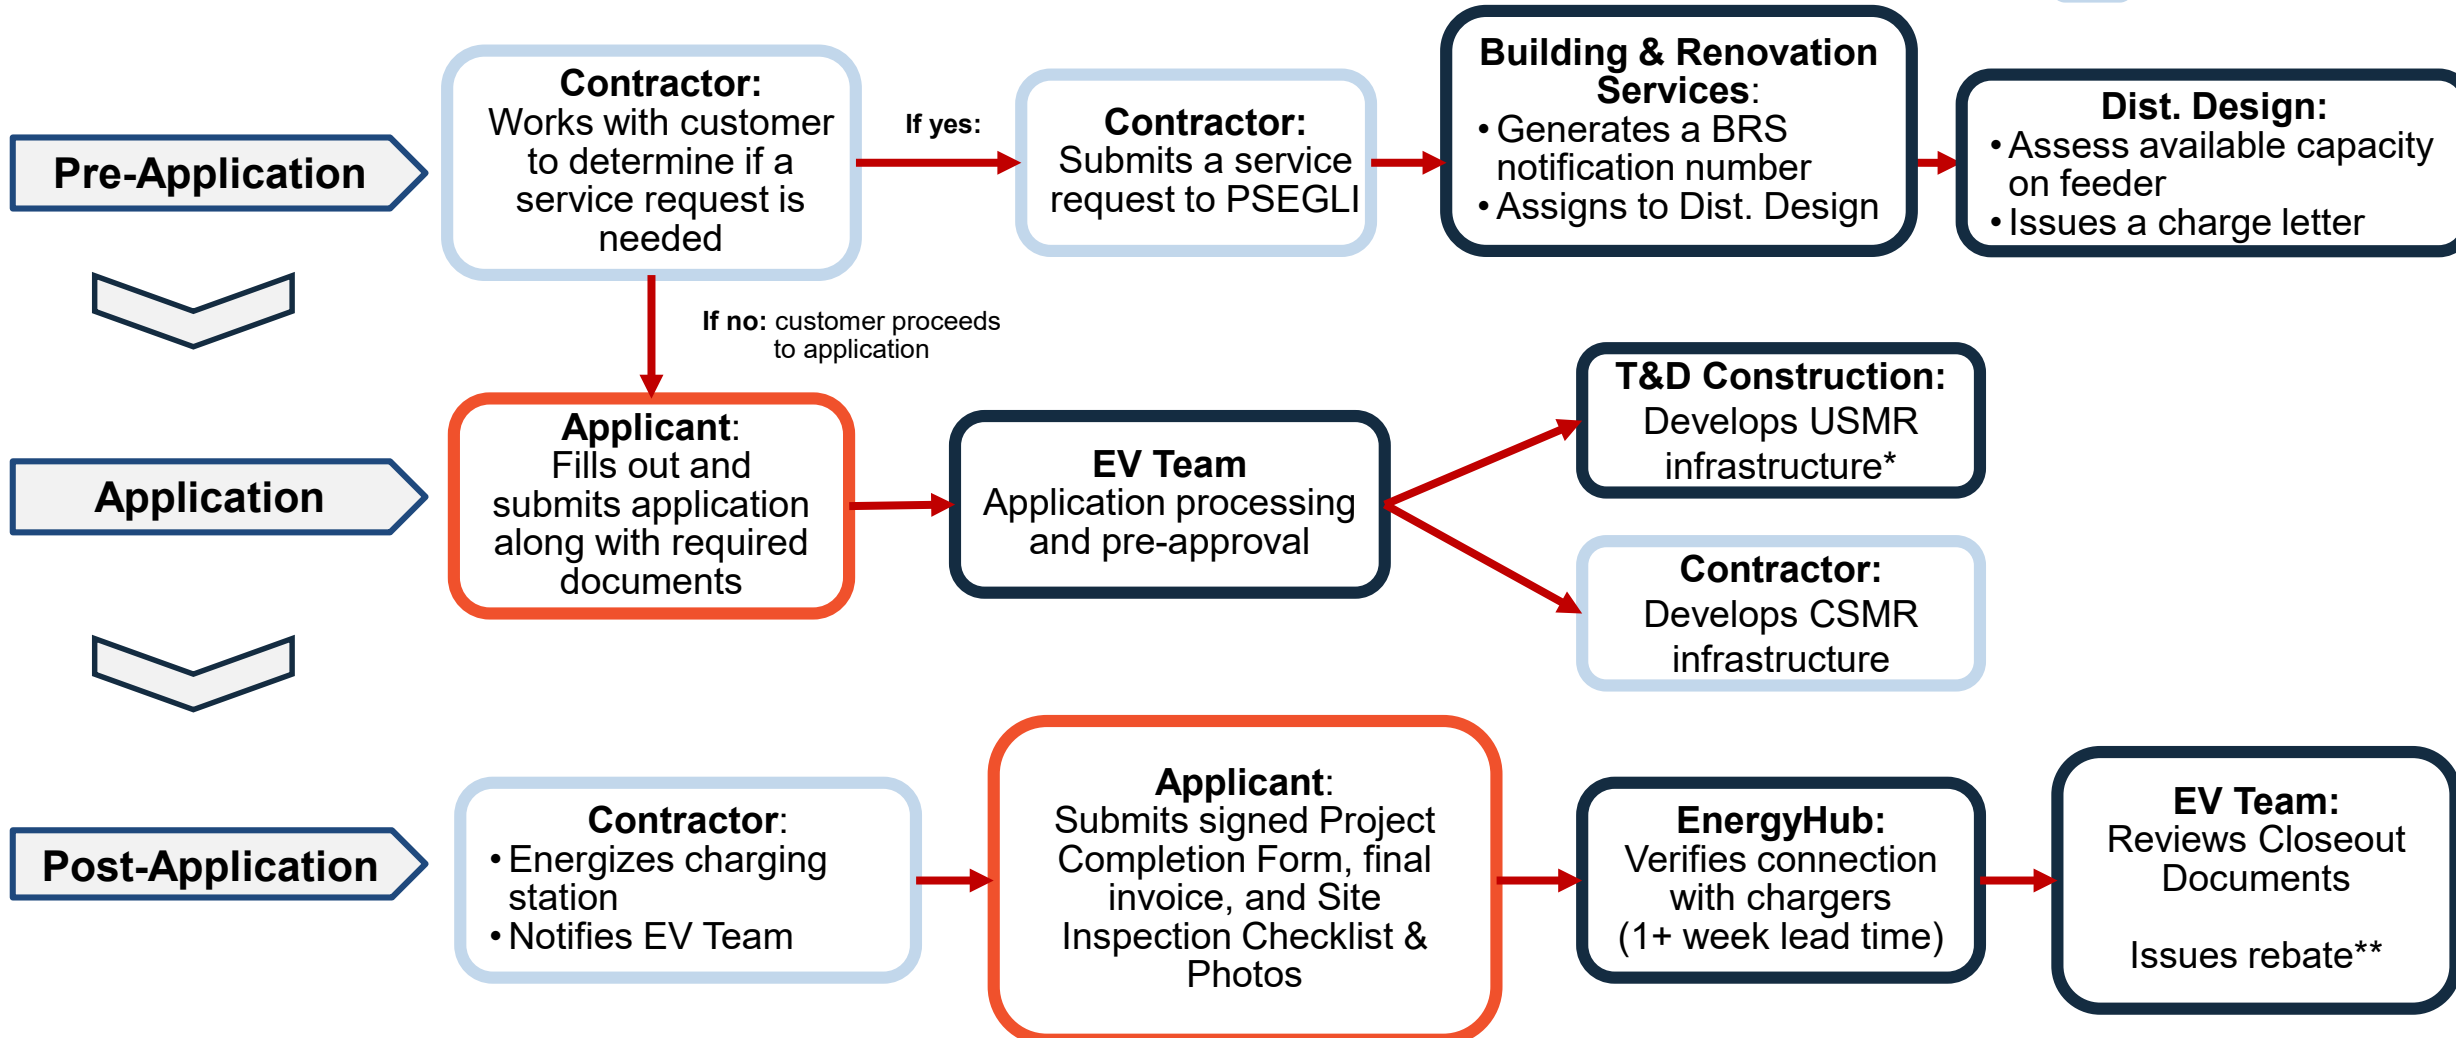 Pre-Application
Contractor:
Works with customer
to determine if a
service request is
needed
If yes:
Contractor:
Submits a service
request to PSEGLI
Building & Renovation
Services:
• Generates a BRS
notification number
• Assigns to Dist. Design
Dist. Design:
• Assess available capacity
on feeder
• Issues a charge letter
If no: customer proceeds
to application
Application
Applicant:
Fills out and
submits application
along with required
documents
EV Team
Application processing
and pre-approval
T&D Construction:
Develops USMR
infrastructure*
Contractor:
Develops CSMR
infrastructure
Post-Application
Contractor:
• Energizes charging
station
• Notifies EV Team
Applicant:
Submits signed Project
Completion Form, final
invoice, and Site
Inspection Checklist &
Photos
EnergyHub:
Verifies connection
with chargers
(1+ week lead time)
EV Team:
Reviews Closeout
Documents
Issues rebate**